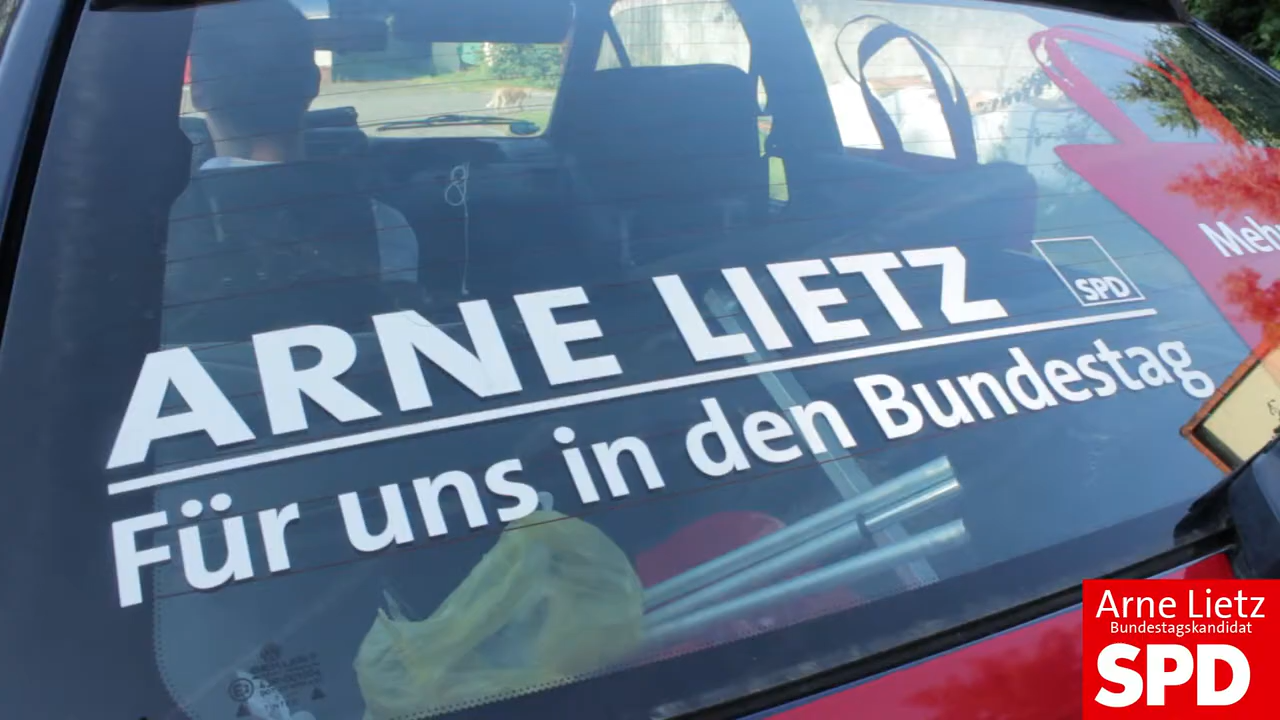 ARNE LIETZ
SPD
Für uns in den Bundestag
Arne Lietz
Bundestagskandidat
SPD